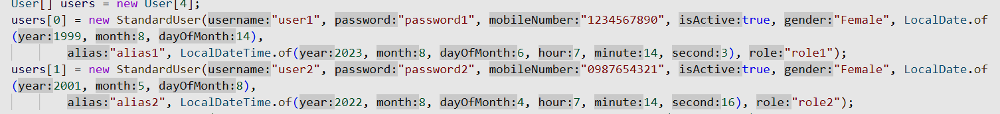 User[] users = new User[4];
users[0] = new StandardUser(username:"user1", password:"password1", mobileNumber:"1234567890", isActive:true, gender:"Female", LocalDate.of
(year:1999, month:8, dayOfMonth:14),
alias:"alias1", LocalDateTime.of(year:2023, month:8, dayOfMonth:6, hour:7, minute:14, second:3), role:"role1");
users[1] = new StandardUser(username:"user2", password:"password2", mobileNumber:"0987654321", isActive:true, gender:"Female", LocalDate.of
(year:2001, month:5, dayOfMonth:8),
alias:"alias2", LocalDateTime.of(year:2022, month:8, dayOfMonth:4, hour:7, minute:14, second:16), role:"role2");